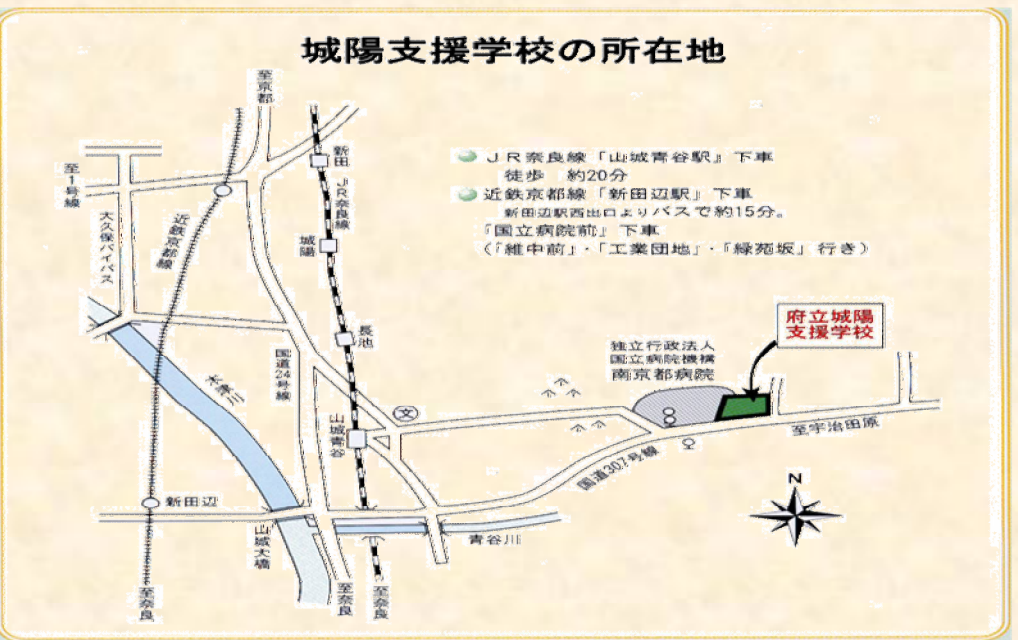 城陽支援学校の所在地
至京都
新田
JR奈良線
至1号線
大久保バイパス
近鉄京都線
城陽
JR奈良線「山城青谷駅」下車
徒歩 約20分
近鉄京都線「新田辺駅」下車
新田辺駅西出口よりバスで約15分。
「国立病院前」下車
(「維中前」・「工業団地」・「緑苑坂」行き)
府立城陽
支援学校
長池
独立行政法人
国立病院機構
南京都病院
国道24号線
木津川
文
山城青谷
至宇治田原
国道307号線
N
新田辺
山城大橋
青谷川
至奈良
至奈良
至奈良